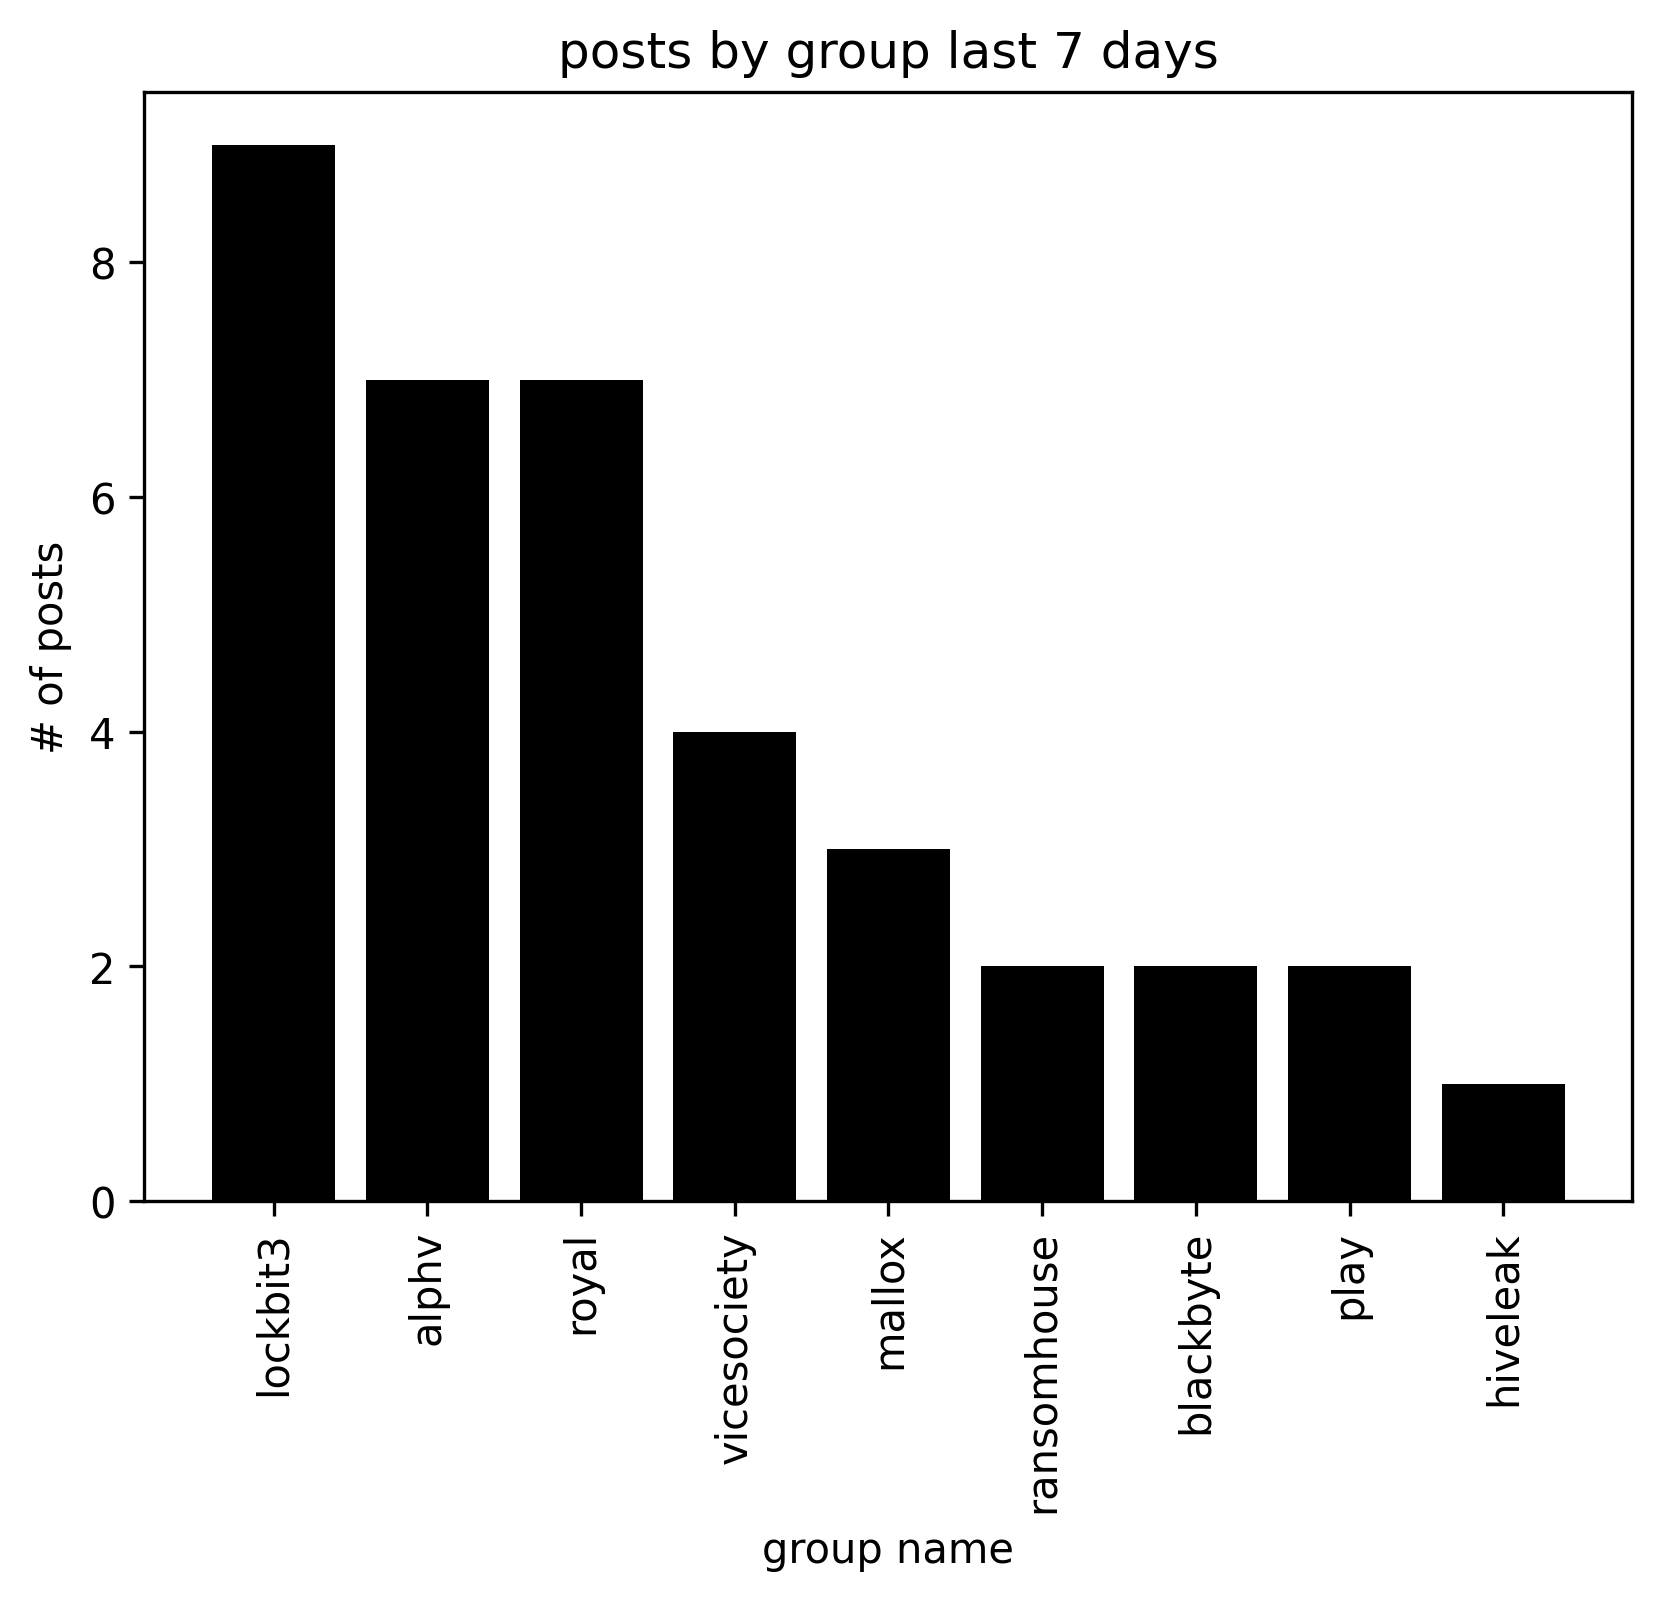 posts by group last 7 days
# of posts
8
6
4
2
0
lockbit3
alphv
royal
vicesociety
mallox
ransomhouse
blackbyte
play
hiveleak
group name